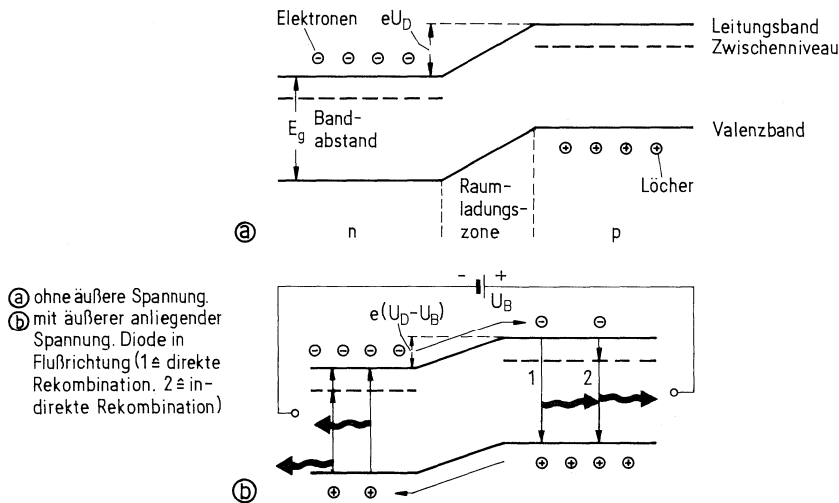 Elektronen
eU_D
Leitungsband
Zwischenniveau
E_g
Band-
abstand
Valenzband
Löcher
Raum-
ladungs-
zone
ⓐ
n
p
ⓐ ohne äußere Spannung.
ⓑ mit äußerer anliegender
Spannung. Diode in
Flußrichtung (1 ≙ direkte
Rekombination. 2 ≙ in-
direkte Rekombination)
- +
U_B
e(U_D-U_B)
1
2
ⓑ